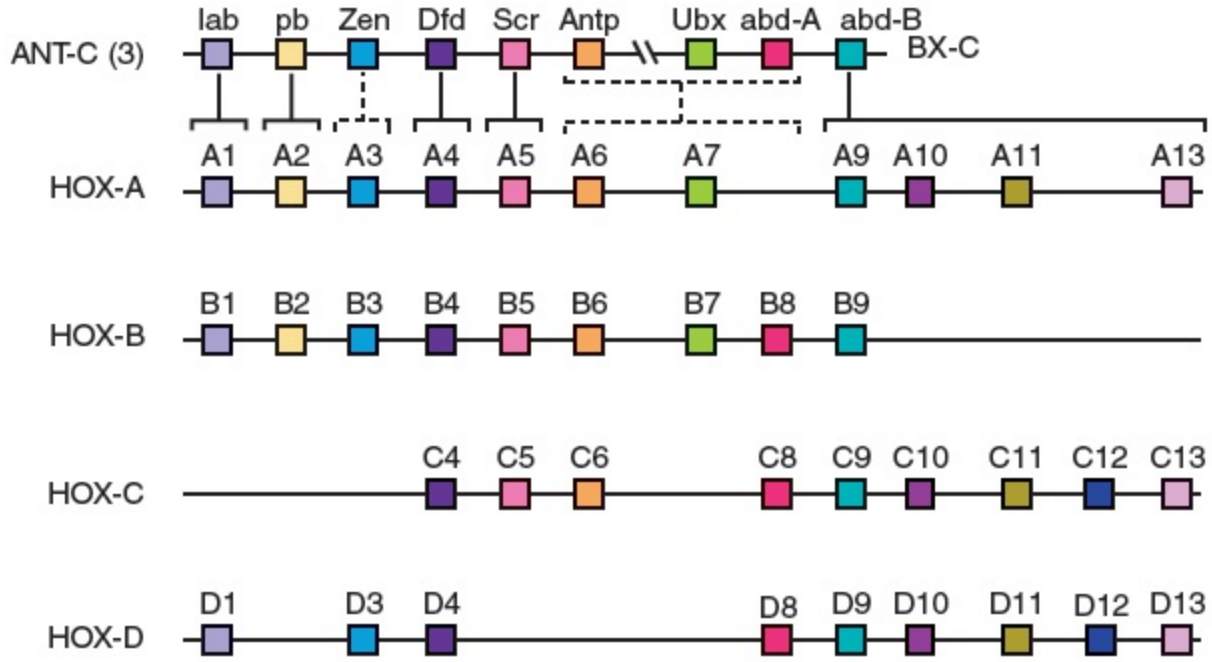 lab pb Zen Dfd Scr Antp Ubx abd-A abd-B
ANT-C (3) BX-C
A1 A2 A3 A4 A5 A6 A7 A9 A10 A11 A13
HOX-A
B1 B2 B3 B4 B5 B6 B7 B8 B9
HOX-B
C4 C5 C6 C8 C9 C10 C11 C12 C13
HOX-C
D1 D3 D4 D8 D9 D10 D11 D12 D13
HOX-D